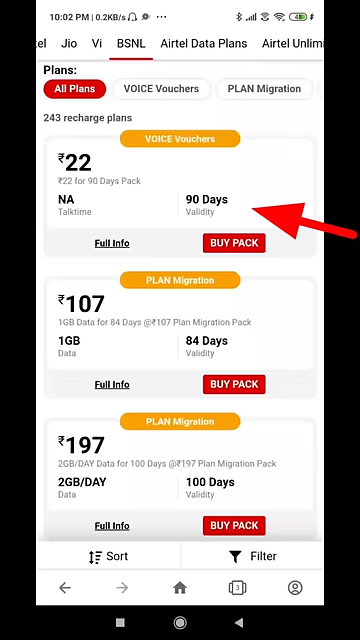 10:02 PM | 0.2KB/s
48
tel Jio Vi BSNL Airtel Data Plans Airtel Unlimi
Plans:
All Plans VOICE Vouchers PLAN Migration
243 recharge plans
VOICE Vouchers
₹22
₹22 for 90 Days Pack
NA 90 Days
Talktime Validity
Full Info BUY PACK
PLAN Migration
₹107
1GB Data for 84 Days @₹107 Plan Migration Pack
1GB 84 Days
Data Validity
Full Info BUY PACK
PLAN Migration
₹197
2GB/DAY Data for 100 Days @₹197 Plan Migration Pack
2GB/DAY 100 Days
Data Validity
Full Info BUY PACK
Sort Filter
3